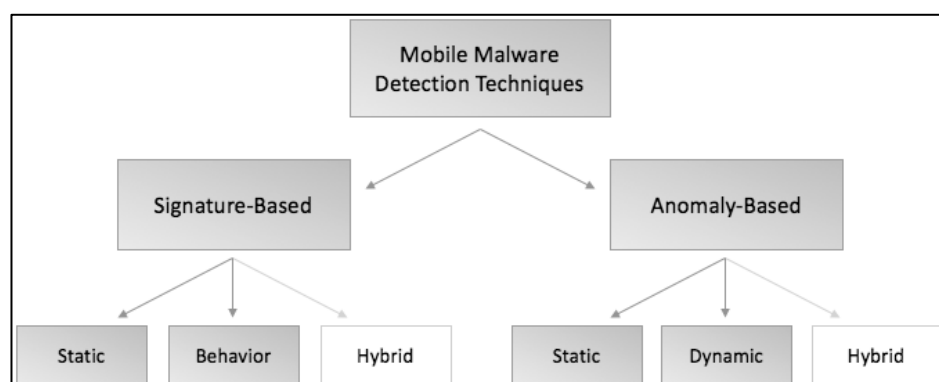 Mobile Malware
Detection Techniques
Signature-Based
Anomaly-Based
Static
Behavior
Hybrid
Static
Dynamic
Hybrid